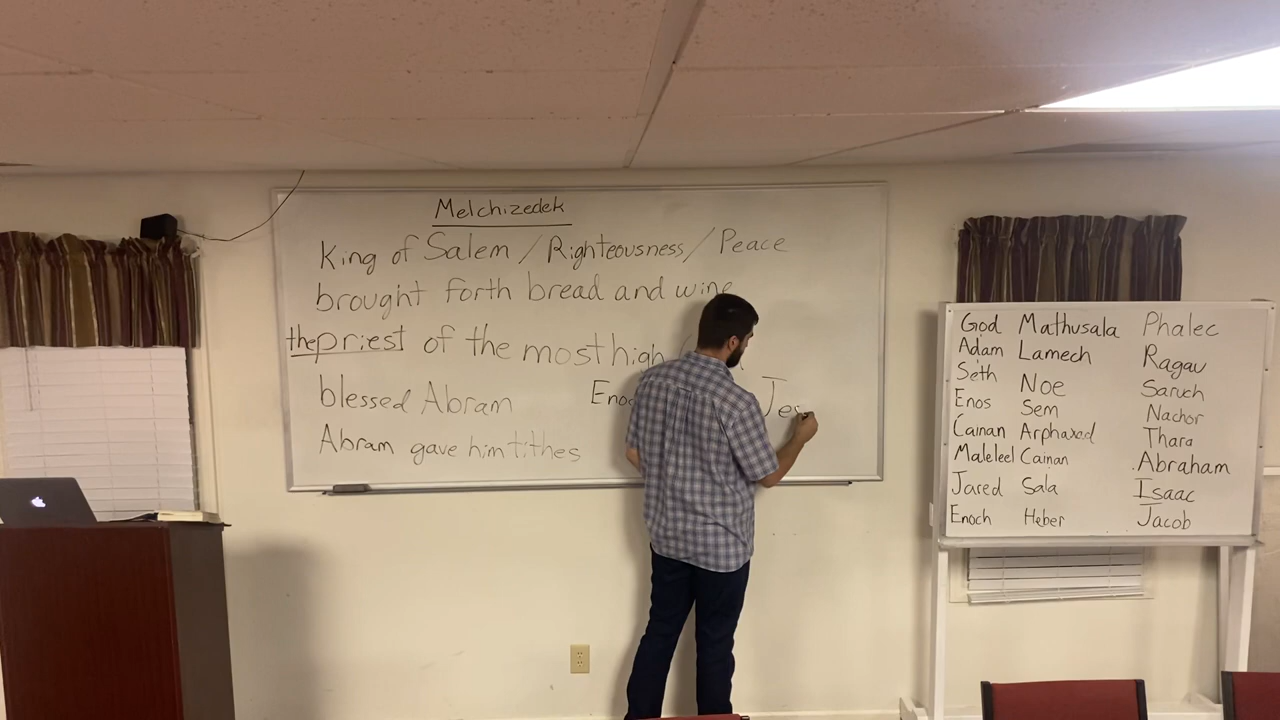 Melchizedek
King of Salem / Righteousness / Peace
brought forth bread and wine
the priest of the most high
blessed Abram
Abram gave him tithes
God Mathusala Phalec
Adam Lamech Ragau
Seth Noe Saruch
Enos Sem Nachor
Cainan Arphaxad Thara
Maleleel Cainan Abraham
Jared Sala Isaac
Enoch Heber Jacob